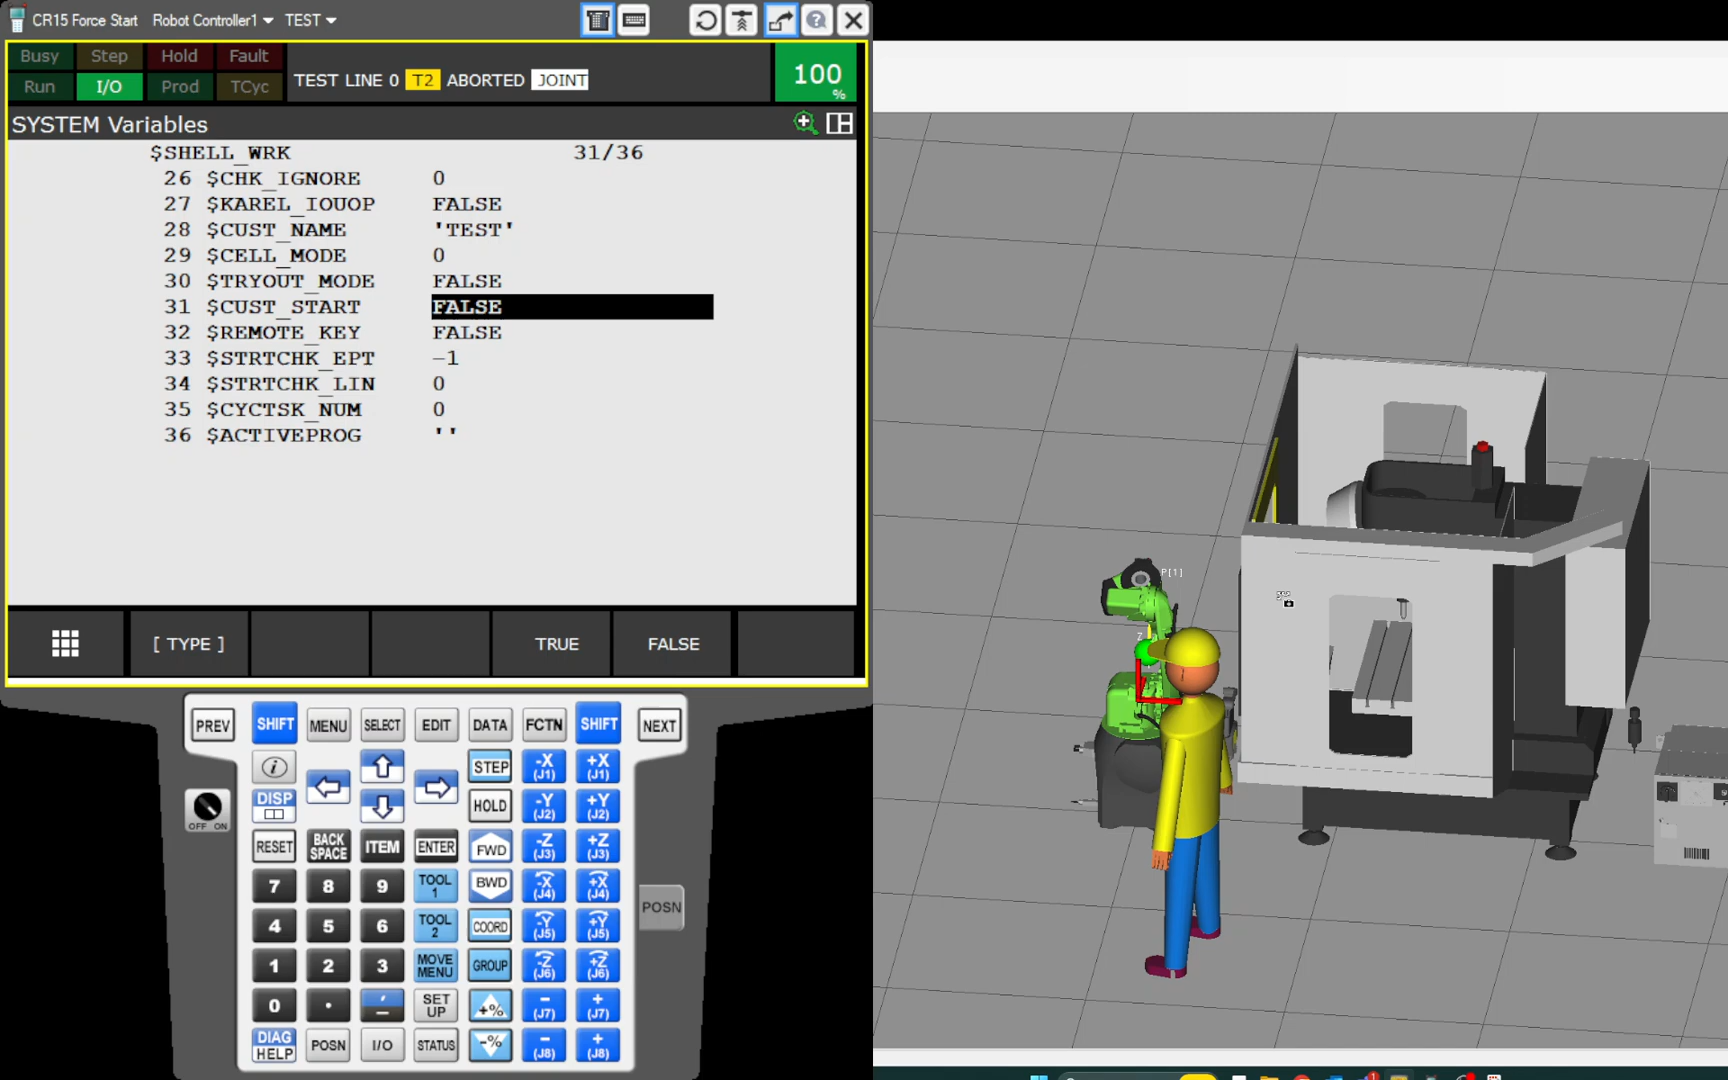 CR15 Force Start Robot Controller1 TEST
Busy Step Hold Fault
Run I/O Prod TCyc
TEST LINE 0 T2 ABORTED JOINT
100
%
SYSTEM Variables
$SHELL_WRK 31/36
26 $CHK_IGNORE 0
27 $KAREL_IOUOP FALSE
28 $CUST_NAME 'TEST'
29 $CELL_MODE 0
30 $TRYOUT_MODE FALSE
31 $CUST_START FALSE
32 $REMOTE_KEY FALSE
33 $STRTCHK_EPT -1
34 $STRTCHK_LIN 0
35 $CYCTSK_NUM 0
36 $ACTIVEPROG ''
[ TYPE ] TRUE FALSE
PREV SHIFT MENU SELECT EDIT DATA FCTN SHIFT NEXT
i STEP -X (J1) +X (J1)
OFF ON DISP HOLD -Y (J2) +Y (J2)
RESET BACK SPACE ITEM ENTER FWD -Z (J3) +Z (J3)
7 8 9 TOOL 1 BWD -X (J4) +X (J4)
4 5 6 TOOL 2 COORD -Y (J5) +Y (J5)
POSN
1 2 3 MOVE MENU GROUP -Z (J6) +Z (J6)
0 . , - SET UP +% - (J7) + (J7)
DIAG HELP POSN I/O STATUS -% - (J8) + (J8)
P[1]
Z